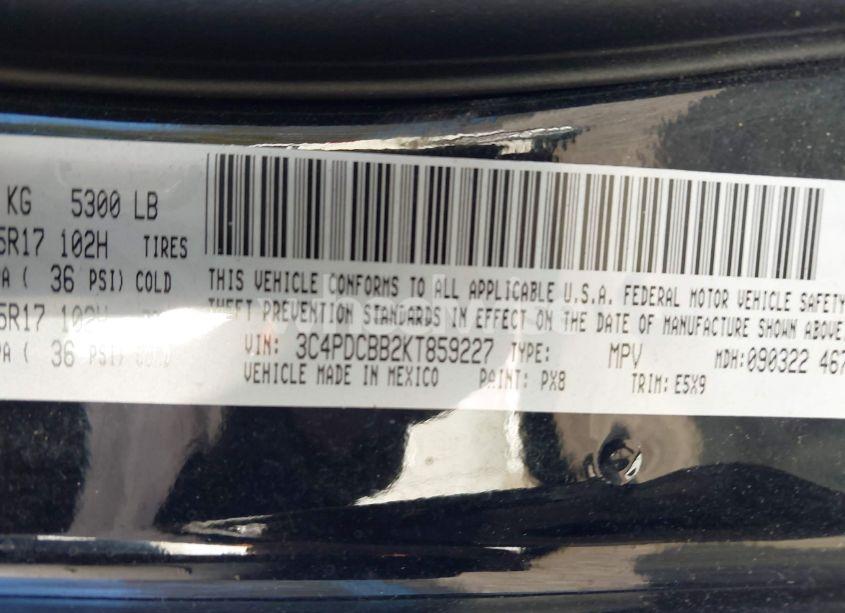 KG 5300 LB
5R17 102H TIRES
A ( 36 PSI) COLD
5R17 102H
A ( 36 PSI)
THIS VEHICLE CONFORMS TO ALL APPLICABLE U.S.A. FEDERAL MOTOR VEHICLE SAFETY
THEFT PREVENTION STANDARDS IN EFFECT ON THE DATE OF MANUFACTURE SHOWN ABOVE
VIN: 3C4PDCBB2KT859227 TYPE: MPV MDH: 090322 467
VEHICLE MADE IN MEXICO PAINT: PX8 TRIM: E5X9